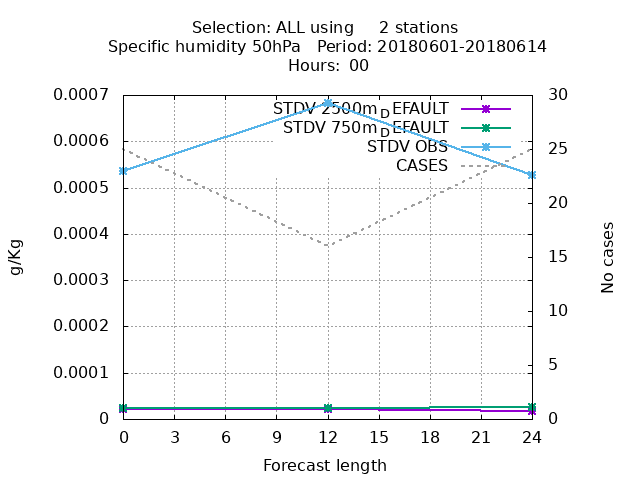 Selection: ALL using     2 stations
Specific humidity 50hPa   Period: 20180601-20180614
Hours: 00
STDV 2500mDEFAULT
STDV 750mDEFAULT
STDV OBS
CASES
0.0007
0.0006
0.0005
0.0004
0.0003
0.0002
0.0001
0
30
25
20
15
10
5
0
g/Kg
No cases
0 3 6 9 12 15 18 21 24
Forecast length